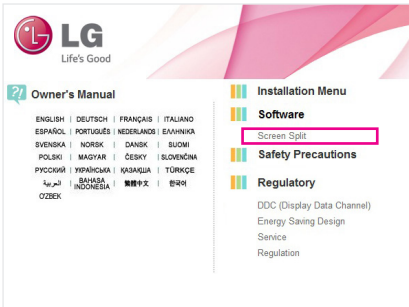 LG
Life's Good
Owner's Manual
ENGLISH | DEUTSCH | FRANÇAIS | ITALIANO
ESPAÑOL | PORTUGUÊS | NEDERLANDS | ΕΛΛΗΝΙΚΑ
SVENSKA | NORSK | DANSK | SUOMI
POLSKI | MAGYAR | ČESKY | SLOVENČINA
РУССКИЙ | УКРАЇНСЬКА | ҚАЗАҚША | TÜRKÇE
العربية | BAHASA INDONESIA | 繁體中文 | 한국어
O'ZBEK
Installation Menu
Software
Screen Split
Safety Precautions
Regulatory
DDC (Display Data Channel)
Energy Saving Design
Service
Regulation